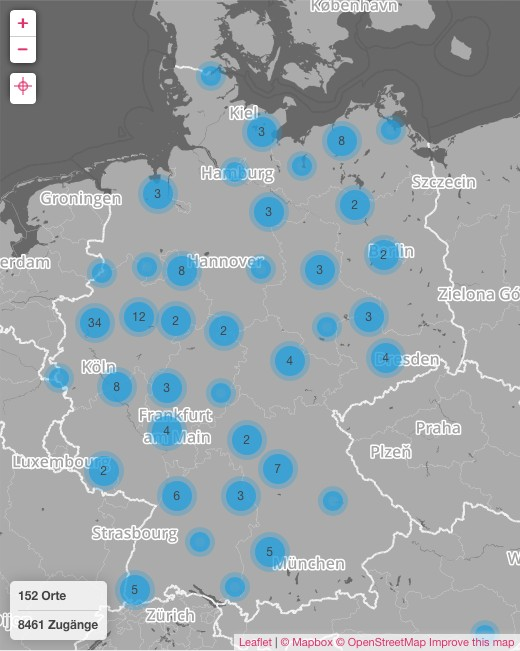 København
+
−
Kiel
3
8
Hamburg
Groningen
3
Szczecin
3
2
Berlin
2
erdam
Hannover
8
3
Zielona Gó
34
12
2
2
3
Köln
4
4
Dresden
8
3
Frankfurt
am Main
4
Praha
2
Plzeň
Luxembourg
2
7
6
3
Strasbourg
5
München
5
152 Orte
8461 Zugänge
Zürich
Leaflet | © Mapbox © OpenStreetMap Improve this map